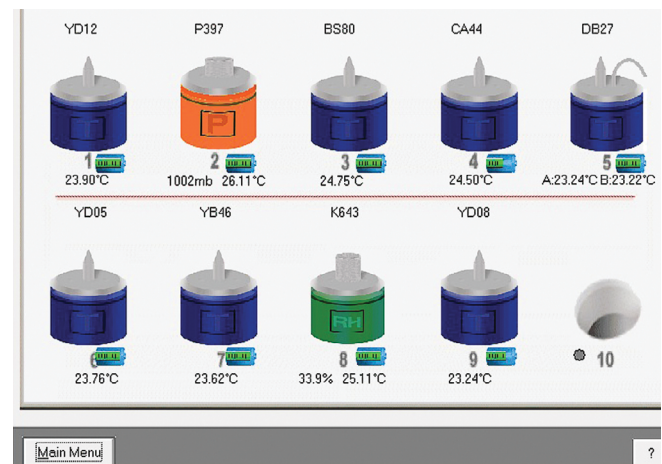 YD12 P397 BS80 CA44 DB27
P
1 2 3 4 5
23.90°C 1002mb 26.11°C 24.75°C 24.50°C A:23.24°C B:23.22°C
YD05 YB46 K643 YD08
RH
6 7 8 9 10
23.76°C 23.62°C 33.9% 25.11°C 23.24°C
Main Menu ?